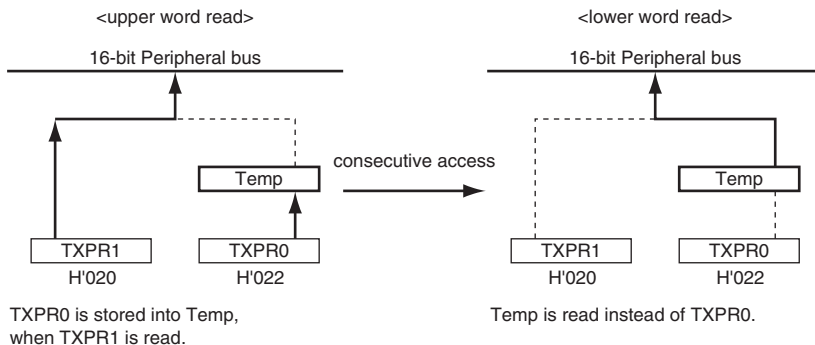 <upper word read>
<lower word read>
16-bit Peripheral bus
16-bit Peripheral bus
consecutive access
Temp
Temp
TXPR1
TXPR0
TXPR1
TXPR0
H'020
H'022
H'020
H'022
TXPR0 is stored into Temp,
when TXPR1 is read.
Temp is read instead of TXPR0.